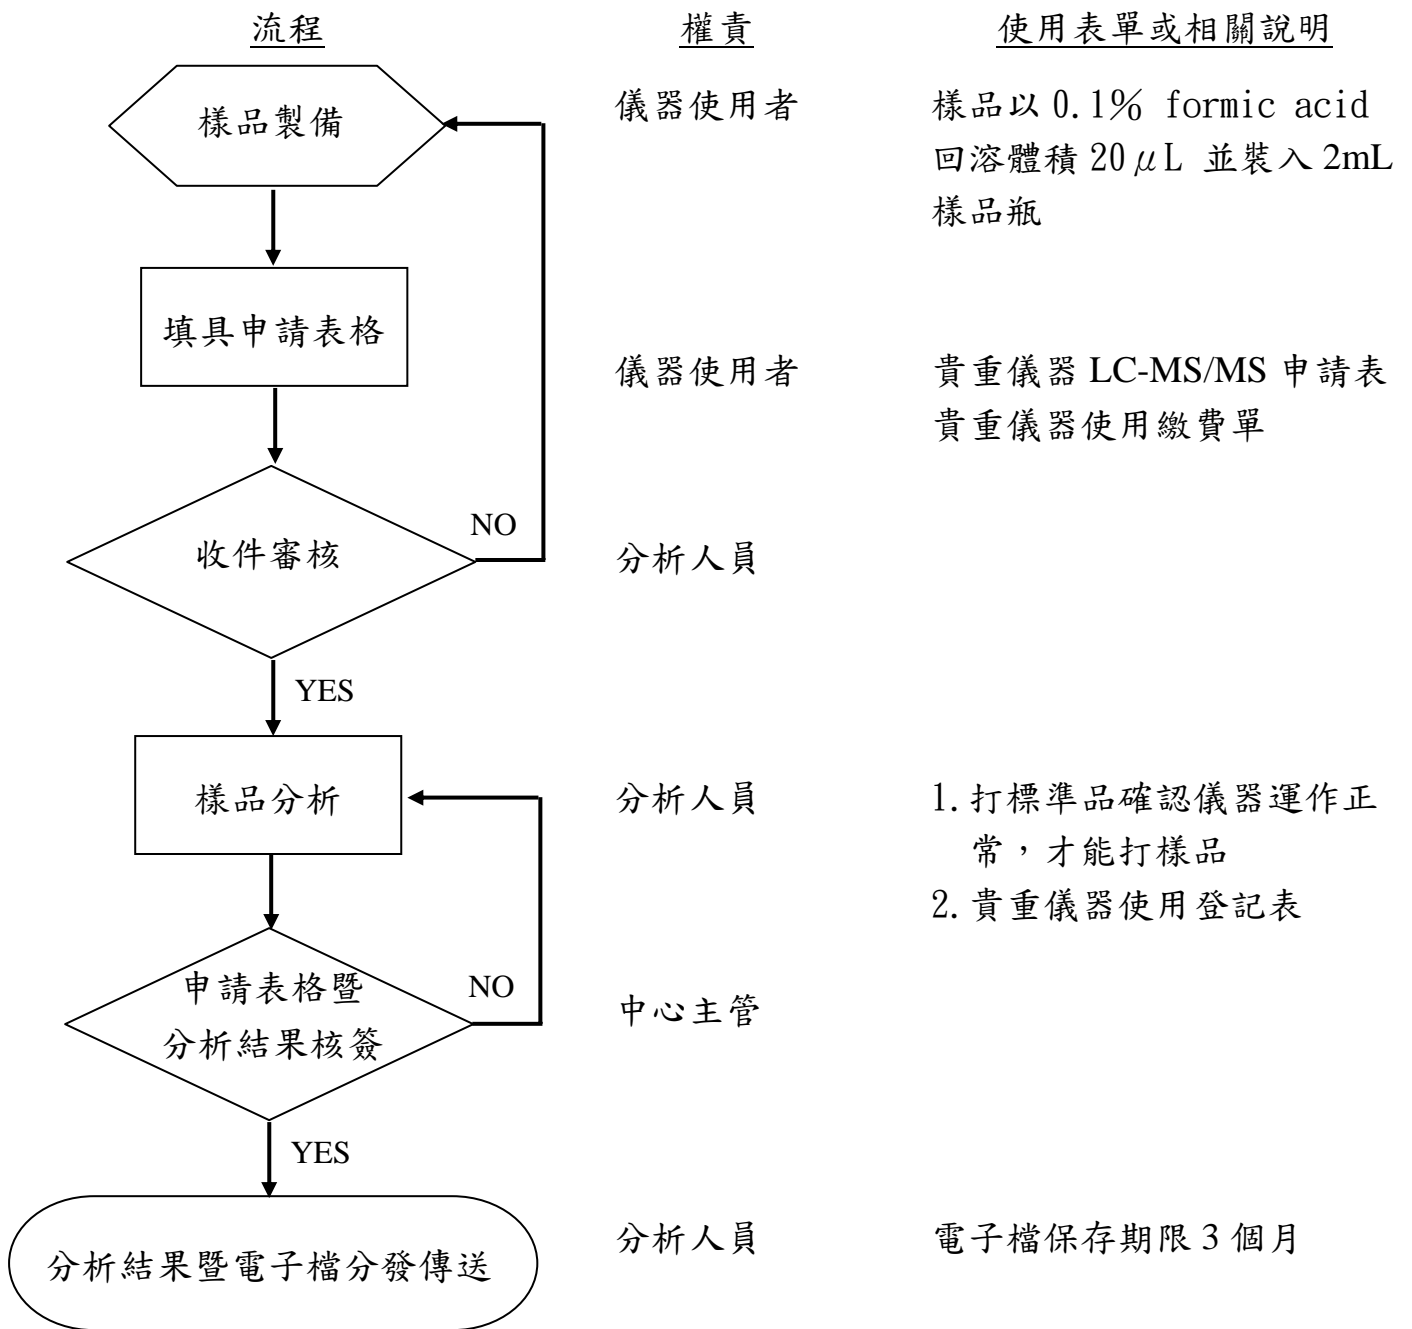 流程 權責 使用表單或相關說明
樣品製備 儀器使用者 樣品以 0.1% formic acid
回溶體積 20μL 並裝入 2mL
樣品瓶
填具申請表格 儀器使用者 貴重儀器 LC-MS/MS 申請表
貴重儀器使用繳費單
NO
收件審核 分析人員
YES
樣品分析 分析人員 1.打標準品確認儀器運作正
常，才能打樣品
2.貴重儀器使用登記表
申請表格暨 NO 中心主管
分析結果核簽
YES
分析結果暨電子檔分發傳送 分析人員 電子檔保存期限 3 個月